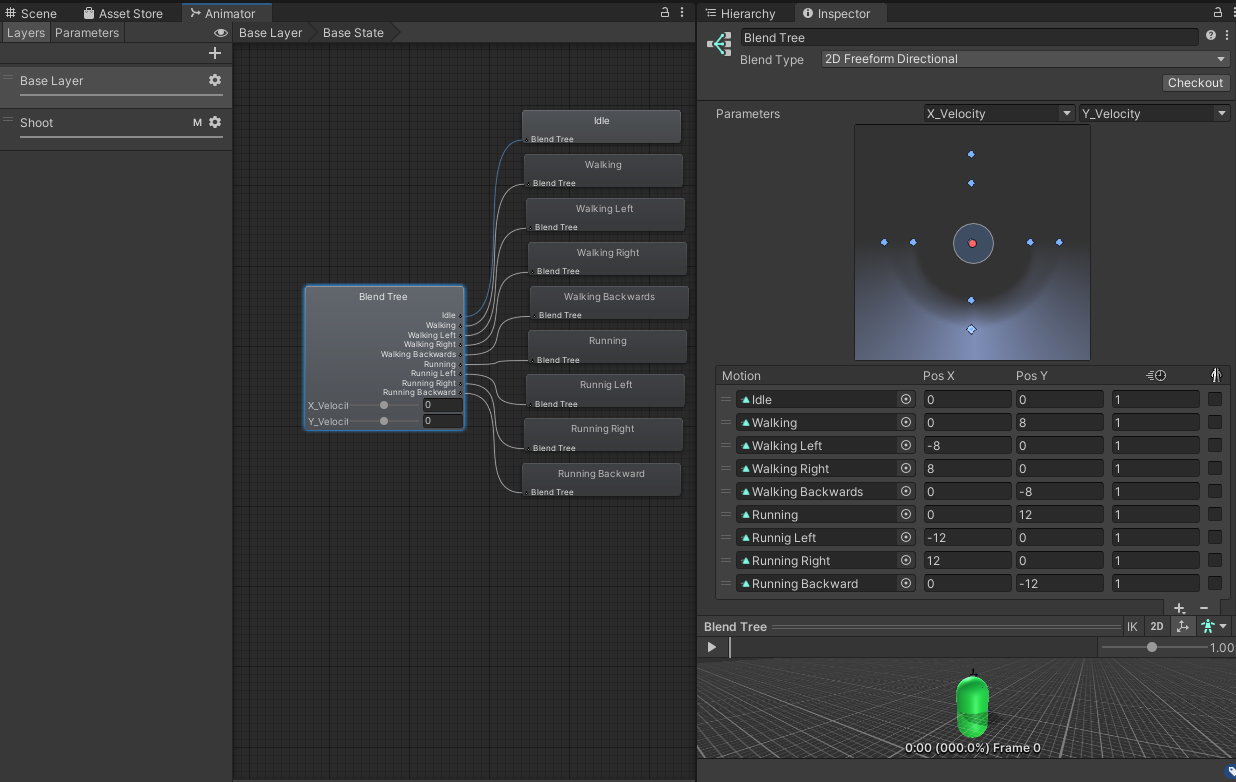 Scene Asset Store Animator
Layers Parameters
Base Layer Base State
Base Layer
Shoot M
Idle
Blend Tree
Walking
Blend Tree
Walking Left
Blend Tree
Walking Right
Blend Tree
Walking Backwards
Blend Tree
Running
Blend Tree
Runnig Left
Blend Tree
Running Right
Blend Tree
Running Backward
Blend Tree
Blend Tree
Idle
Walking
Walking Left
Walking Right
Walking Backwards
Running
Runnig Left
Running Right
Running Backward
X_Velocit 0
Y_Velocit 0
Hierarchy Inspector
Blend Tree
Blend Type 2D Freeform Directional
Checkout
Parameters X_Velocity Y_Velocity
Motion Pos X Pos Y
Idle 0 0 1
Walking 0 8 1
Walking Left -8 0 1
Walking Right 8 0 1
Walking Backwards 0 -8 1
Running 0 12 1
Runnig Left -12 0 1
Running Right 12 0 1
Running Backward 0 -12 1
Blend Tree IK 2D
1.00
0:00 (000.0%) Frame 0